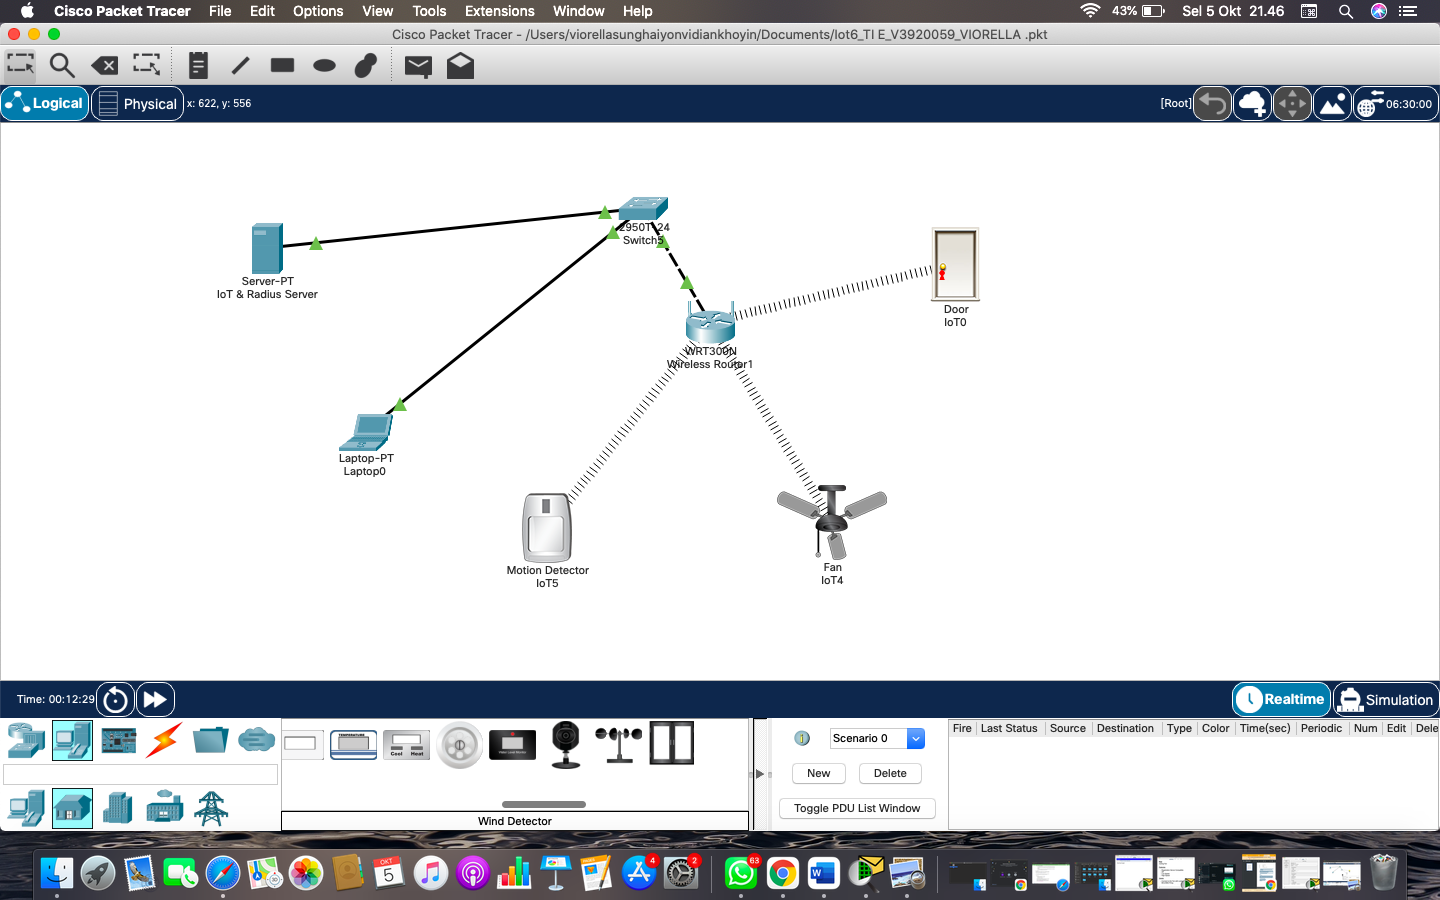 Cisco Packet Tracer File Edit Options View Tools Extensions Window Help 43% Sel 5 Okt 21.46
Cisco Packet Tracer - /Users/viorellasunghaiyonvidiankhoyin/Documents/Iot6_TI E_V3920059_VIORELLA .pkt
Logical Physical x: 622, y: 556 [Root] 06:30:00
2950T-24
Switch5
Server-PT
IoT & Radius Server
Door
IoT0
WRT300N
Wireless Router1
Laptop-PT
Laptop0
Motion Detector
IoT5
Fan
IoT4
Time: 00:12:29 Realtime Simulation
Fire Last Status Source Destination Type Color Time(sec) Periodic Num Edit Dele
Scenario 0
TEMPERATURE
Cool Heat
New Delete
Toggle PDU List Window
Wind Detector
OKT
5
4
2
63